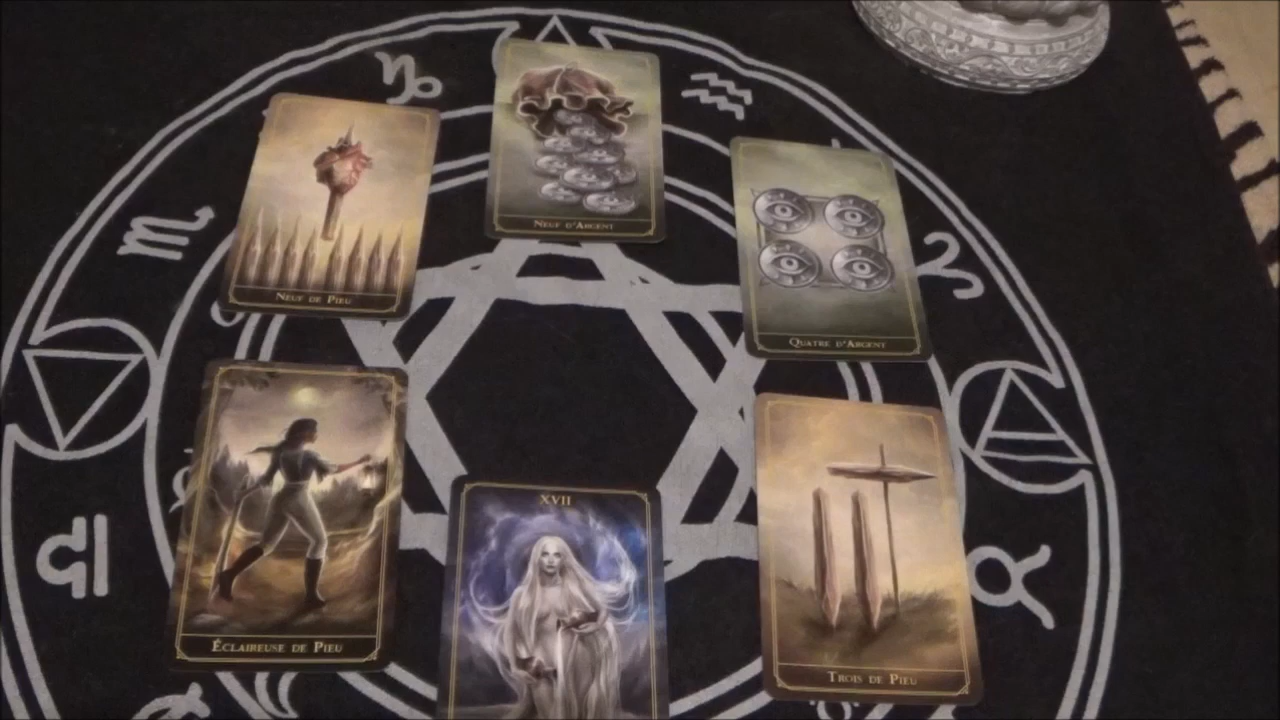 Neuf d'Argent
Neuf de Pieu
Quatre d'Argent
Éclaireuse de Pieu
XVII
Trois de Pieu